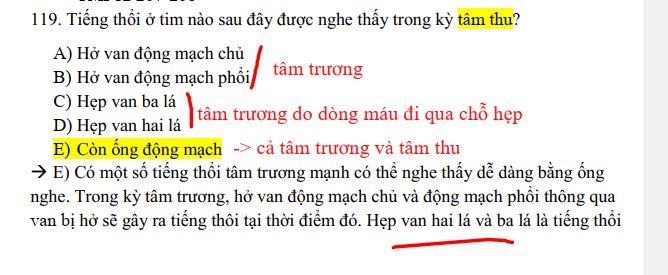 119. Tiếng thổi ở tim nào sau đây được nghe thấy trong kỳ tâm thu?
A) Hở van động mạch chủ
B) Hở van động mạch phổi
tâm trương
C) Hẹp van ba lá
D) Hẹp van hai lá
tâm trương do dòng máu đi qua chỗ hẹp
E) Còn ống động mạch -> cả tâm trương và tâm thu
→ E) Có một số tiếng thổi tâm trương mạnh có thể nghe thấy dễ dàng bằng ống
nghe. Trong kỳ tâm trương, hở van động mạch chủ và động mạch phổi thông qua
van bị hở sẽ gây ra tiếng thôi tại thời điểm đó. Hẹp van hai lá và ba lá là tiếng thổi